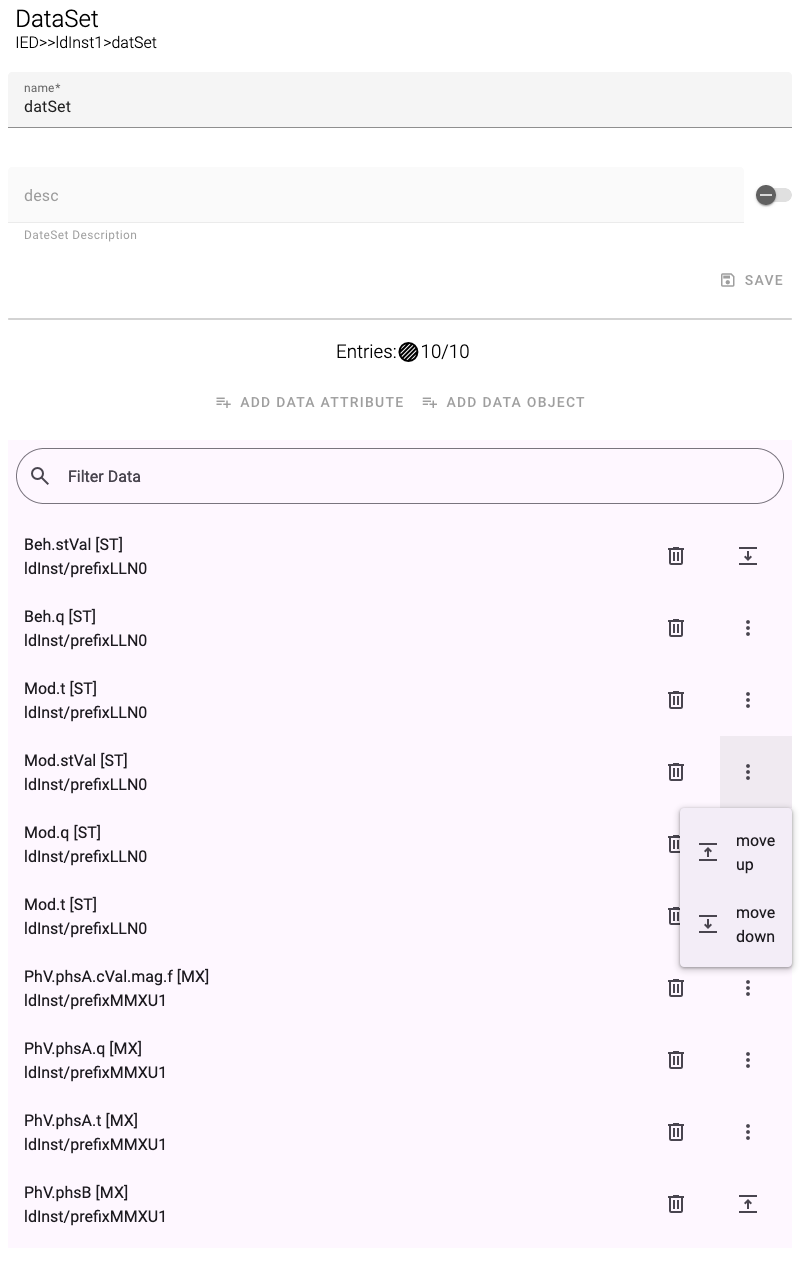 DataSet
IED>>ldInst1>datSet
name*
datSet
desc
DateSet Description
SAVE
Entries: 10/10
ADD DATA ATTRIBUTE
ADD DATA OBJECT
Filter Data
Beh.stVal [ST]
ldInst/prefixLLN0
Beh.q [ST]
ldInst/prefixLLN0
Mod.t [ST]
ldInst/prefixLLN0
Mod.stVal [ST]
ldInst/prefixLLN0
Mod.q [ST]
ldInst/prefixLLN0
move
up
Mod.t [ST]
ldInst/prefixLLN0
move
down
PhV.phsA.cVal.mag.f [MX]
ldInst/prefixMMXU1
PhV.phsA.q [MX]
ldInst/prefixMMXU1
PhV.phsA.t [MX]
ldInst/prefixMMXU1
PhV.phsB [MX]
ldInst/prefixMMXU1